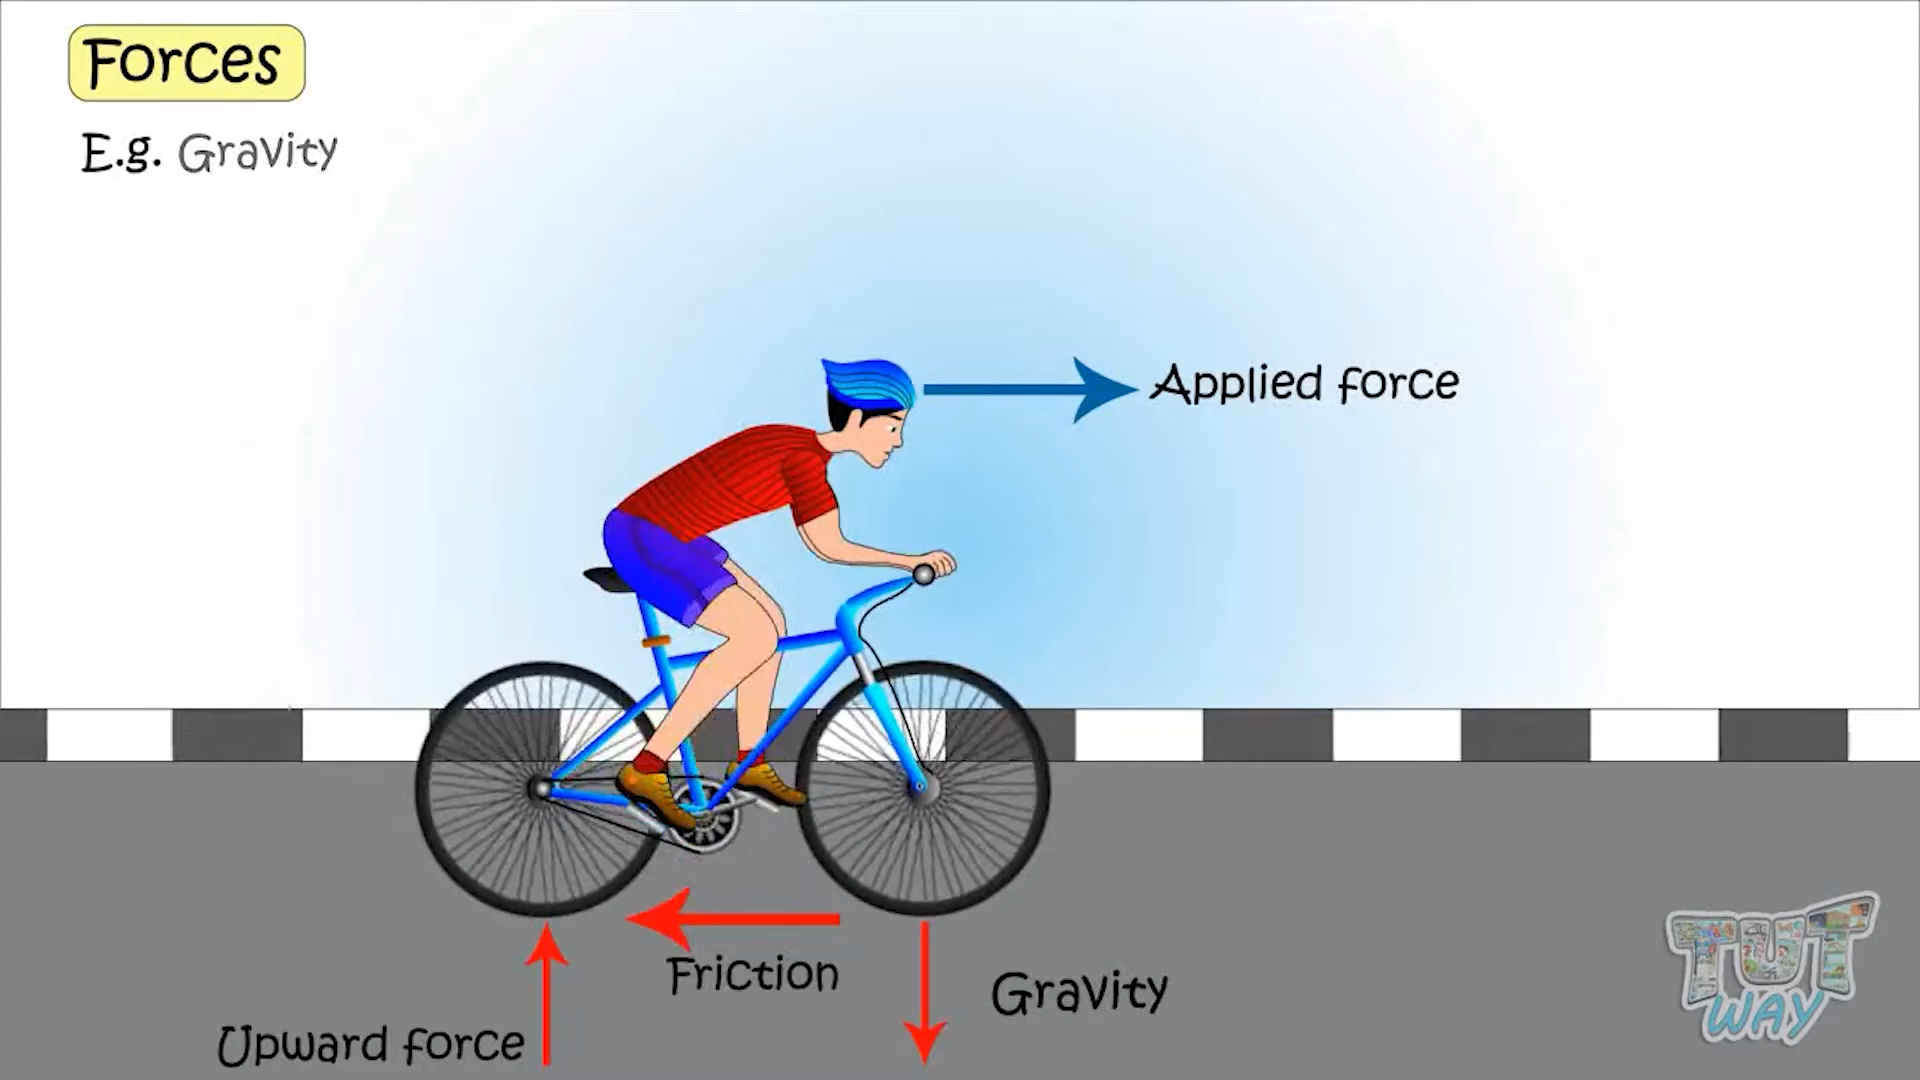 Forces
E.g. Gravity
Applied force
Friction
Gravity
Upward force
TUT
WAY